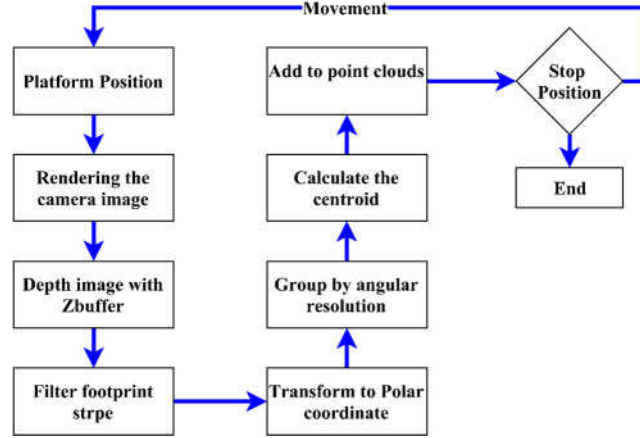 Movement
Platform Position
Rendering the
camera image
Depth image with
Zbuffer
Filter footprint
strpe
Transform to Polar
coordinate
Group by angular
resolution
Calculate the
centroid
Add to point clouds
Stop
Position
End